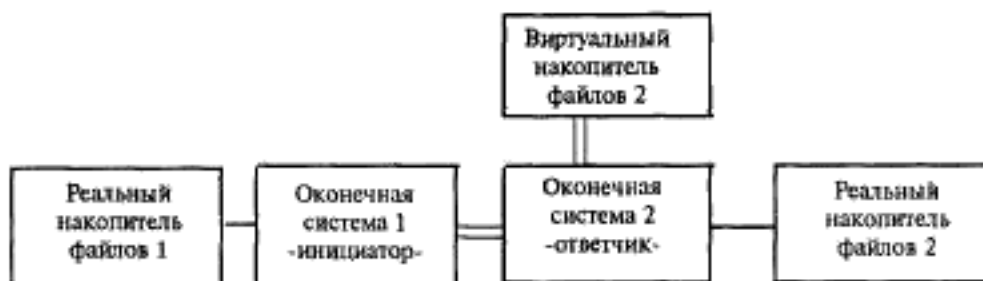 Виртуальный
накопитель
файлов 2
Реальный
накопитель
файлов 1
Оконечная
система 1
-инициатор-
Оконечная
система 2
-ответчик-
Реальный
накопитель
файлов 2